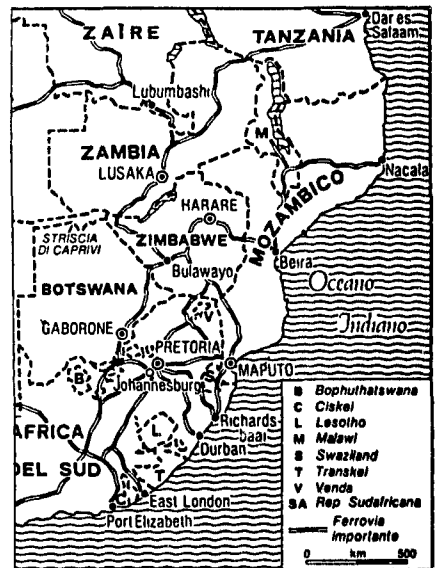 ZAÏRE
TANZANIA
Dar es
Salaam
Lubumbashi
M
ZAMBIA
LUSAKA
Nacala
HARARE
MOZAMBICO
STRISCIA
DI CAPRIVI
ZIMBABWE
Beira
Bulawayo
Oceano
Indiano
BOTSWANA
V
GABORONE
PRETORIA
MAPUTO
B
Johannesburg
S
AFRICA
DEL SUD
L
Richards-
baai
Durban
T
C
East London
Port Elizabeth
B Bophuthatswana
C Ciskei
L Lesotho
M Malawi
S Swaziland
T Transkei
V Venda
SA Rep Sudafricana
Ferrovia
importante
0 km 500